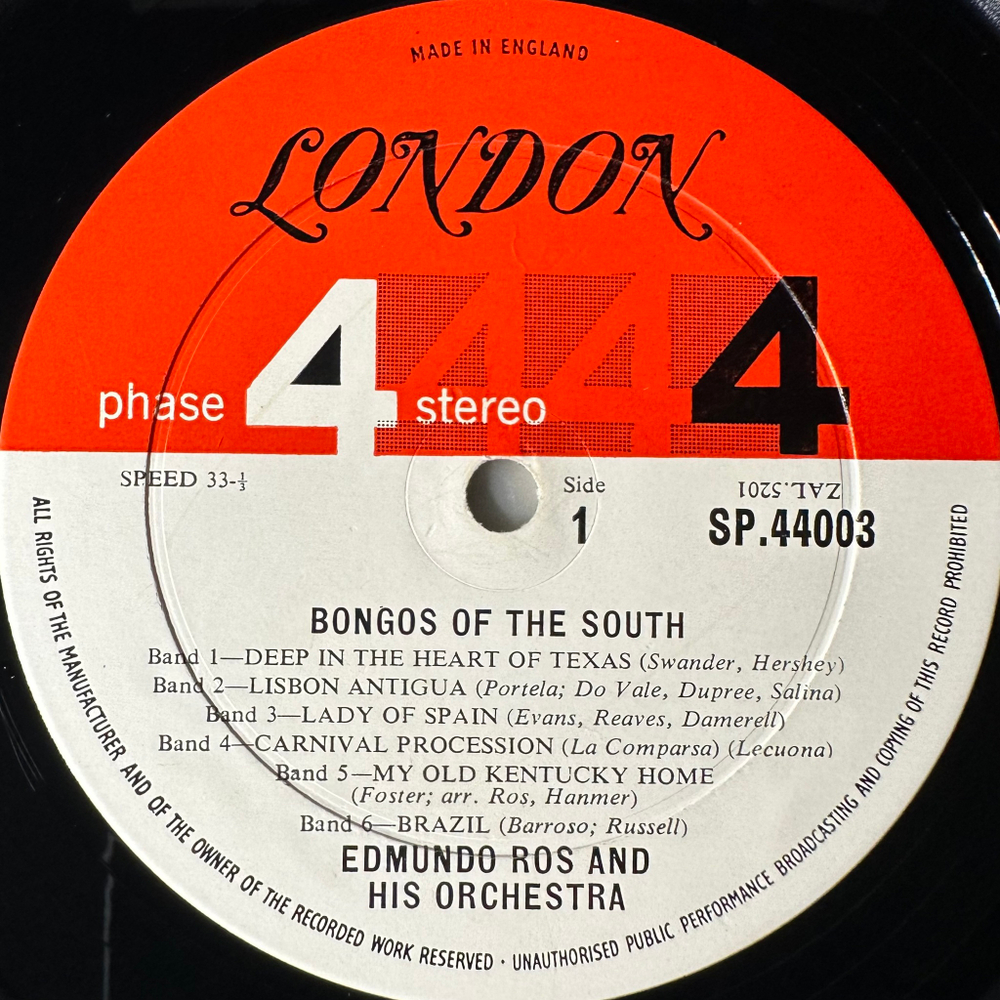 MADE IN ENGLAND
LONDON
phase 4 stereo 4 4 4
SPEED 33-⅓
Side
1
ZAL.5201
SP.44003
BONGOS OF THE SOUTH
Band 1—DEEP IN THE HEART OF TEXAS (Swander, Hershey)
Band 2—LISBON ANTIGUA (Portela; Do Vale, Dupree, Salina)
Band 3—LADY OF SPAIN (Evans, Reaves, Damerell)
Band 4—CARNIVAL PROCESSION (La Comparsa) (Lecuona)
Band 5—MY OLD KENTUCKY HOME
(Foster; arr. Ros, Hanmer)
Band 6—BRAZIL (Barroso; Russell)
EDMUNDO ROS AND
HIS ORCHESTRA
ALL RIGHTS OF THE MANUFACTURER AND OF THE OWNER OF THE RECORDED WORK RESERVED · UNAUTHORISED PUBLIC PERFORMANCE BROADCASTING AND COPYING OF THIS RECORD PROHIBITED